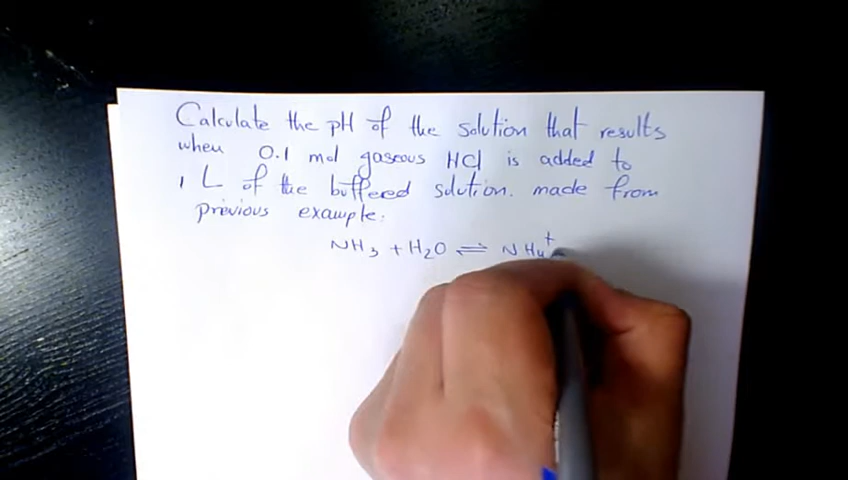 Calculate the pH of the solution that results
when 0.1 mol gaseous HCl is added to
1 L of the buffered solution. made from
previous example.
NH₃ + H₂O ⇌ NH₄⁺